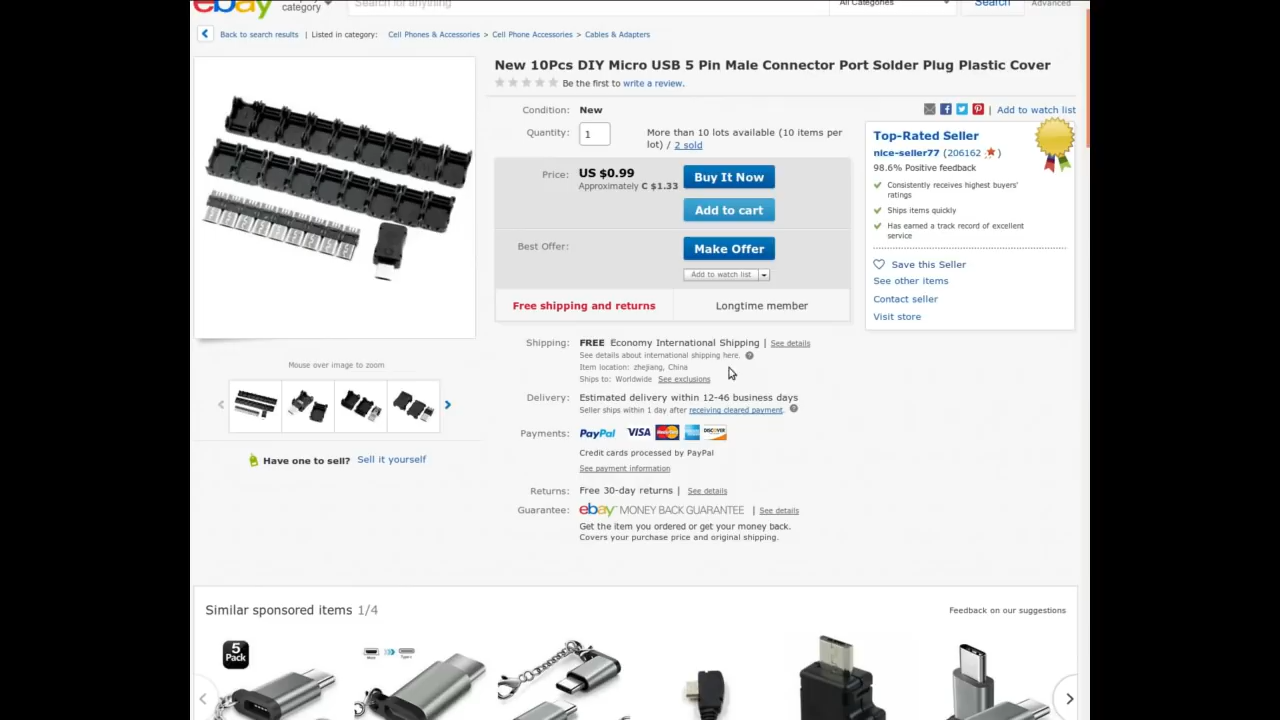 ebay
category
Search for anything
All Categories
Search
Advanced
Back to search results | Listed in category: Cell Phones & Accessories > Cell Phone Accessories > Cables & Adapters
New 10Pcs DIY Micro USB 5 Pin Male Connector Port Solder Plug Plastic Cover
Be the first to write a review.
Condition: New
| Add to watch list
Quantity: 1
More than 10 lots available (10 items per
lot) / 2 sold
Price: US $0.99
Approximately C $1.33
Buy It Now
Add to cart
Best Offer:
Make Offer
Add to watch list
Free shipping and returns
Longtime member
Top-Rated Seller
nice-seller77 (206162 )
98.6% Positive feedback
Consistently receives highest buyers'
ratings
Ships items quickly
Has earned a track record of excellent
service
Save this Seller
See other items
Contact seller
Visit store
Mouse over image to zoom
Have one to sell? Sell it yourself
Shipping: FREE Economy International Shipping | See details
See details about international shipping here. ?
Item location: zhejiang, China
Ships to: Worldwide See exclusions
Delivery: Estimated delivery within 12-46 business days
Seller ships within 1 day after receiving cleared payment. ?
Payments: PayPal VISA MasterCard DISCOVER
Credit cards processed by PayPal
See payment information
Returns: Free 30-day returns | See details
Guarantee: ebay MONEY BACK GUARANTEE | See details
Get the item you ordered or get your money back.
Covers your purchase price and original shipping.
Similar sponsored items 1/4
Feedback on our suggestions
5
Pack